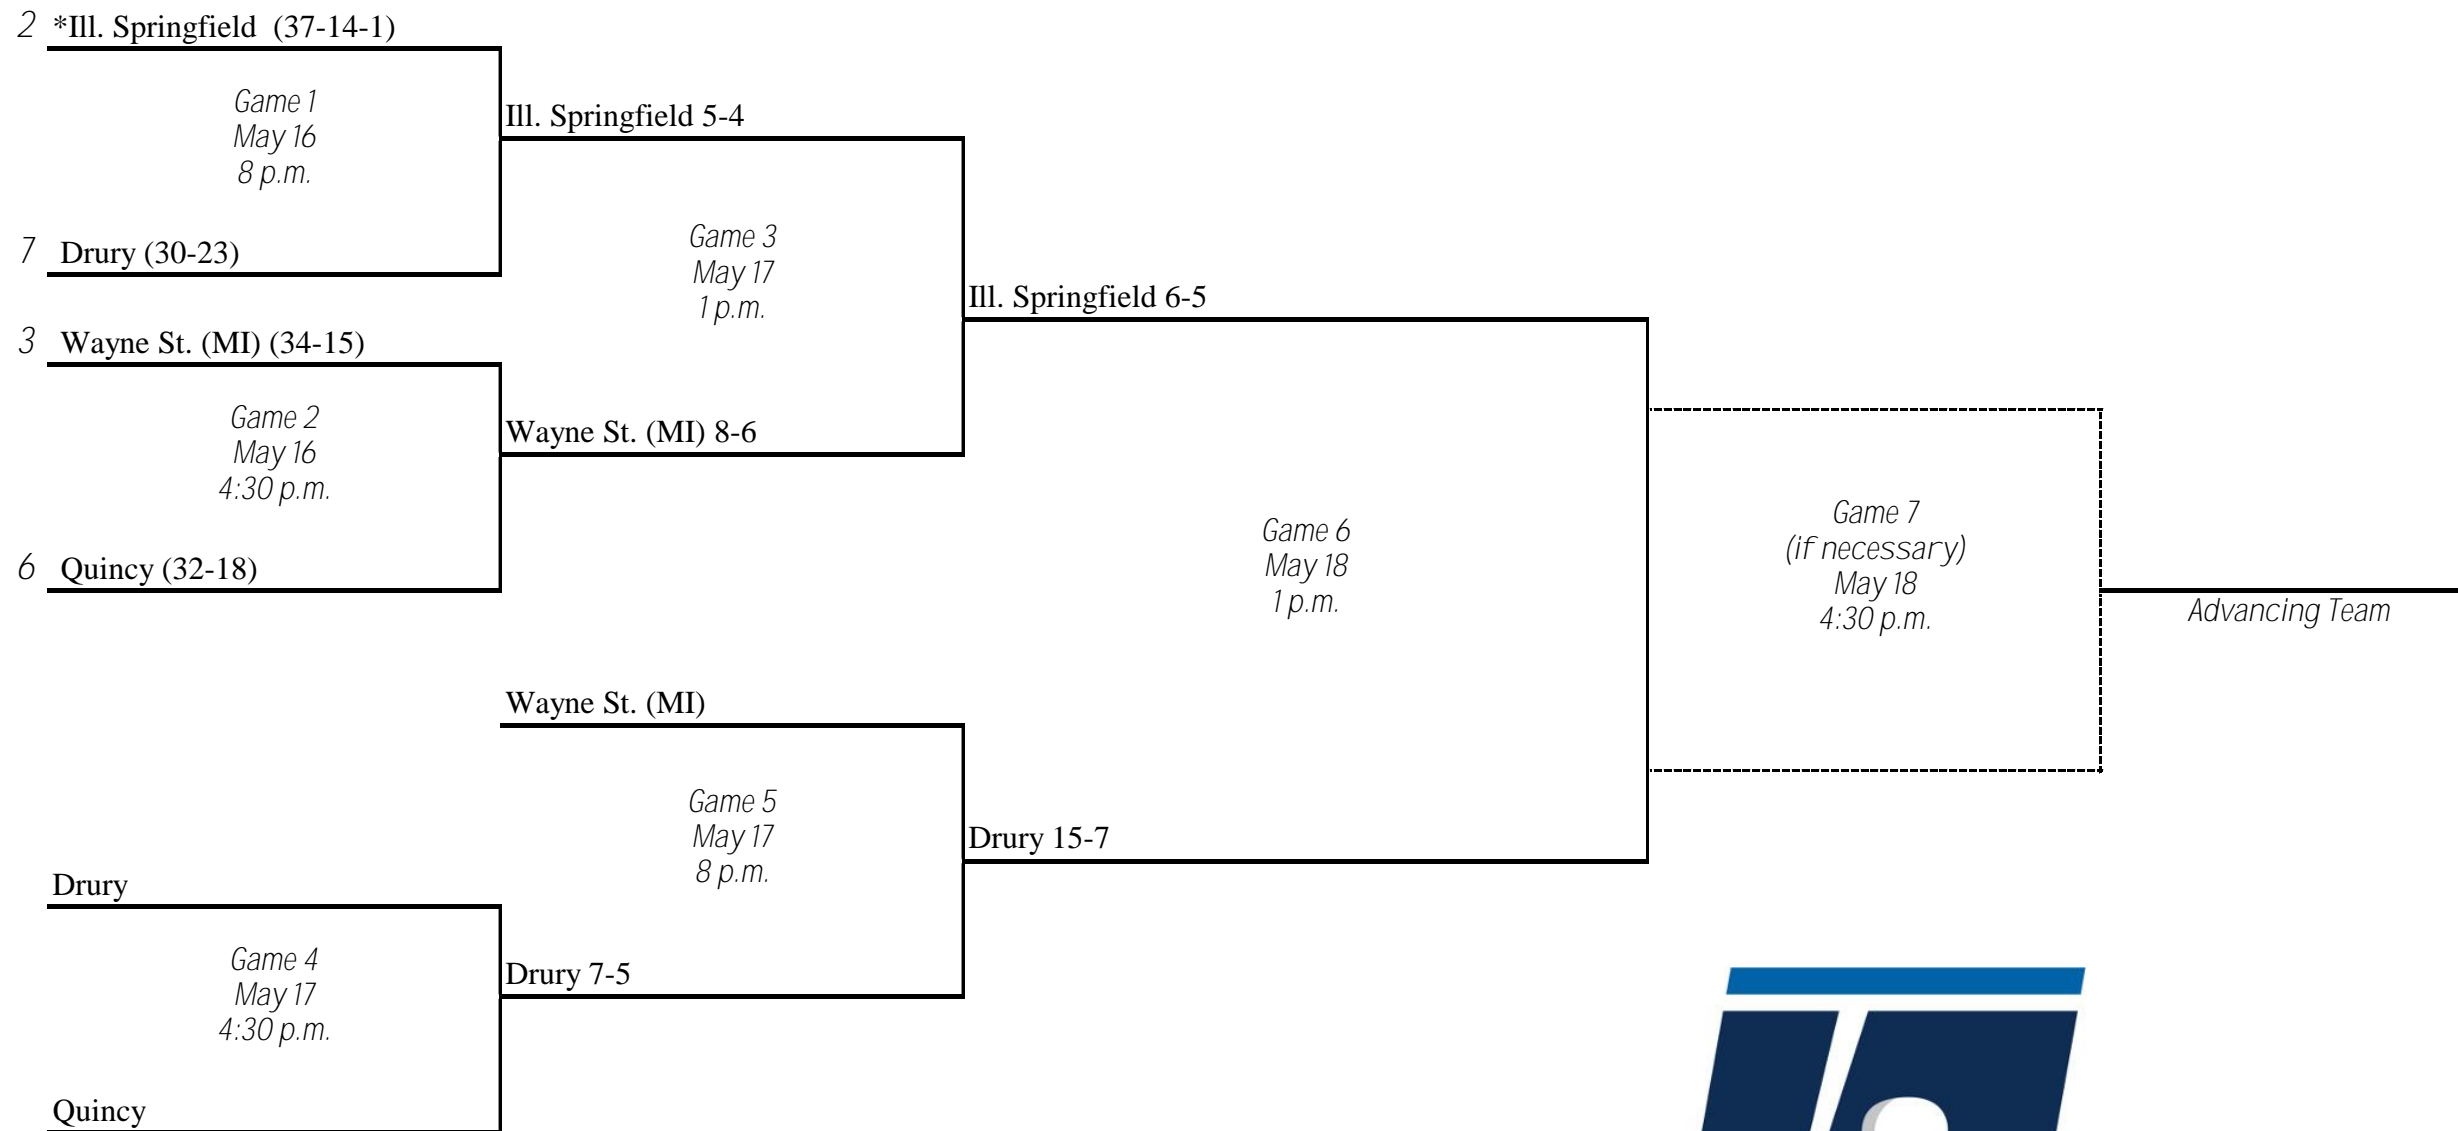 2 *Ill. Springfield (37-14-1)
Game 1
May 16
8 p.m.
7 Drury (30-23)
Ill. Springfield 5-4
Game 3
May 17
1 p.m.
3 Wayne St. (MI) (34-15)
Game 2
May 16
4:30 p.m.
6 Quincy (32-18)
Wayne St. (MI) 8-6
Ill. Springfield 6-5
Game 6
May 18
1 p.m.
Game 7
(if necessary)
May 18
4:30 p.m.
Advancing Team
Wayne St. (MI)
Game 5
May 17
8 p.m.
Drury 15-7
Drury
Game 4
May 17
4:30 p.m.
Drury 7-5
Quincy